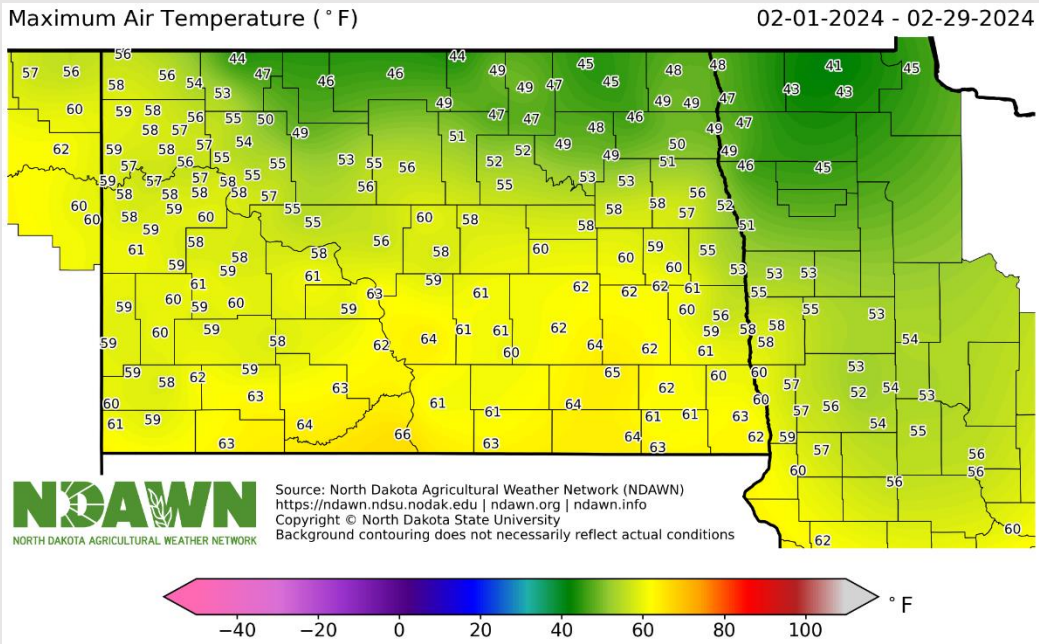 Maximum Air Temperature (°F) 02-01-2024 - 02-29-2024
56 44 44
57 56 56 54 47 46 46 49 45 48 48 41 45
58 53 49 47 45 43 43
60 59 58 49 49 49 47
56 55 50 47 47 46
58 57 49 51 48 49 47
62 59 58 57 54 52 49 50 49
57 56 55 55 53 55 56 52 49 51 46 45
59 57 57 58 55 56 55 53 53
58 58 58 58 57 56
60 59 55 58 58 57 52
60 58 60 55 60 58 58 51
59
61 58 58 58 56 58 60 60 59 55
59 59 60 53 53 53
61 61 59 62 62 62 61
59 60 59 60 63 61 55
59 60 56 55 53
59 60 59 58 62 64 61 61 60 62 64 62 59 61 58 58 58 54
59 58 62 59 65 60 60 53
63 63 62 57 52 54 53
60 61 61 64 60 57 56
61 59 64 61 61 63 54
63 66 63 64 63 62 59 55
57 56
60 56 56
60
62
NDAWN
NORTH DAKOTA AGRICULTURAL WEATHER NETWORK
Source: North Dakota Agricultural Weather Network (NDAWN)
https://ndawn.ndsu.nodak.edu | ndawn.org | ndawn.info
Copyright © North Dakota State University
Background contouring does not necessarily reflect actual conditions
−40 −20 0 20 40 60 80 100 °F